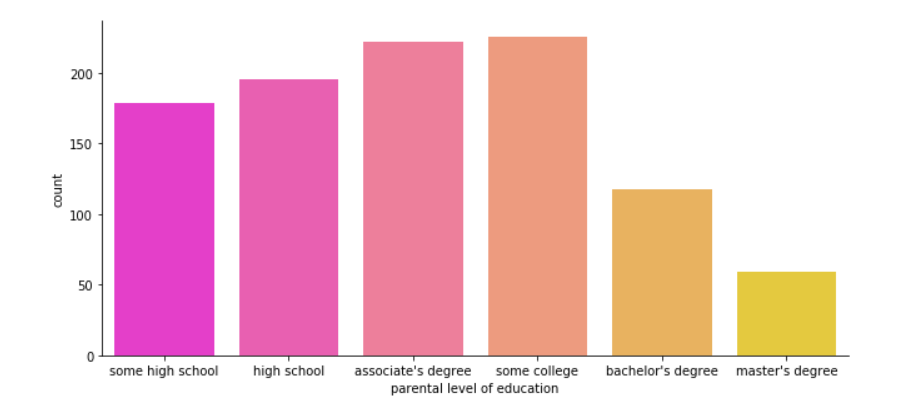 200
150
100
50
0
count
some high school
high school
associate's degree
some college
bachelor's degree
master's degree
parental level of education